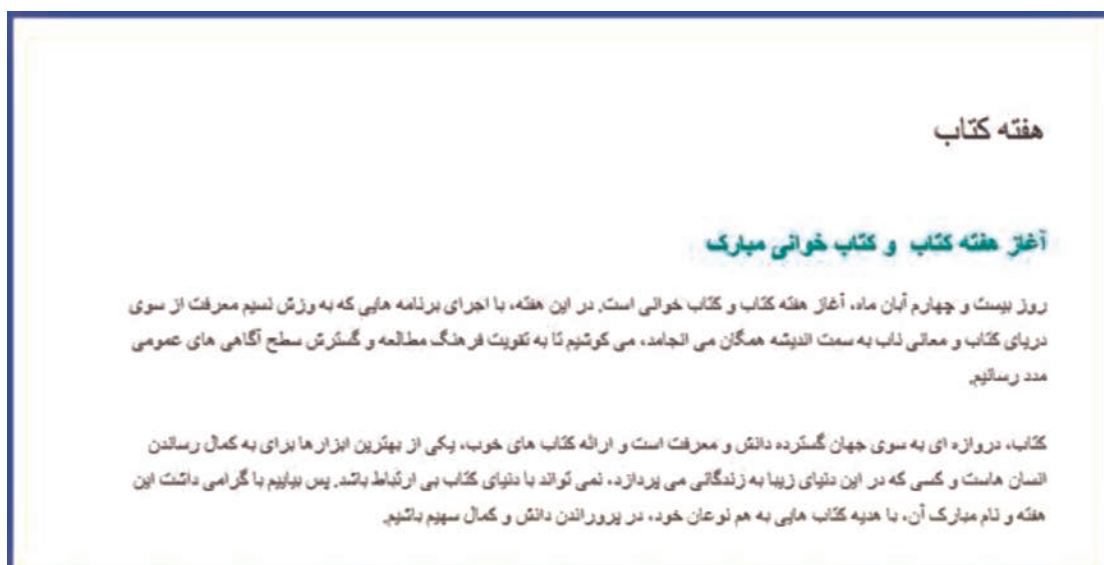 هفته کتاب
آغاز هفته کتاب و کتاب خوانی مبارک
روز بیست و چهارم آبان ماه، آغاز هفته کتاب و کتاب خوانی است. در این هفته، با اجرای برنامه هایی که به وزش نسیم معرفت از سوی
دریای کتاب و معانی ناب به سمت اندیشه همگان می انجامد، می کوشیم تا به تقویت فرهنگ مطالعه و گسترش سطح آگاهی های عمومی
مدد رسانیم.
کتاب، دروازه ای به سوی جهان گسترده دانش و معرفت است و ارائه کتاب های خوب، یکی از بهترین ابزارها برای به کمال رساندن
انسان هاست و کسی که در این دنیای زیبا به زندگانی می پردازد، نمی تواند با دنیای کتاب بی ارتباط باشد. پس بیاییم با گرامی داشت این
هفته و نام مبارک آن، با هدیه کتاب هایی به هم نوعان خود، در پروراندن دانش و کمال سهیم باشیم.